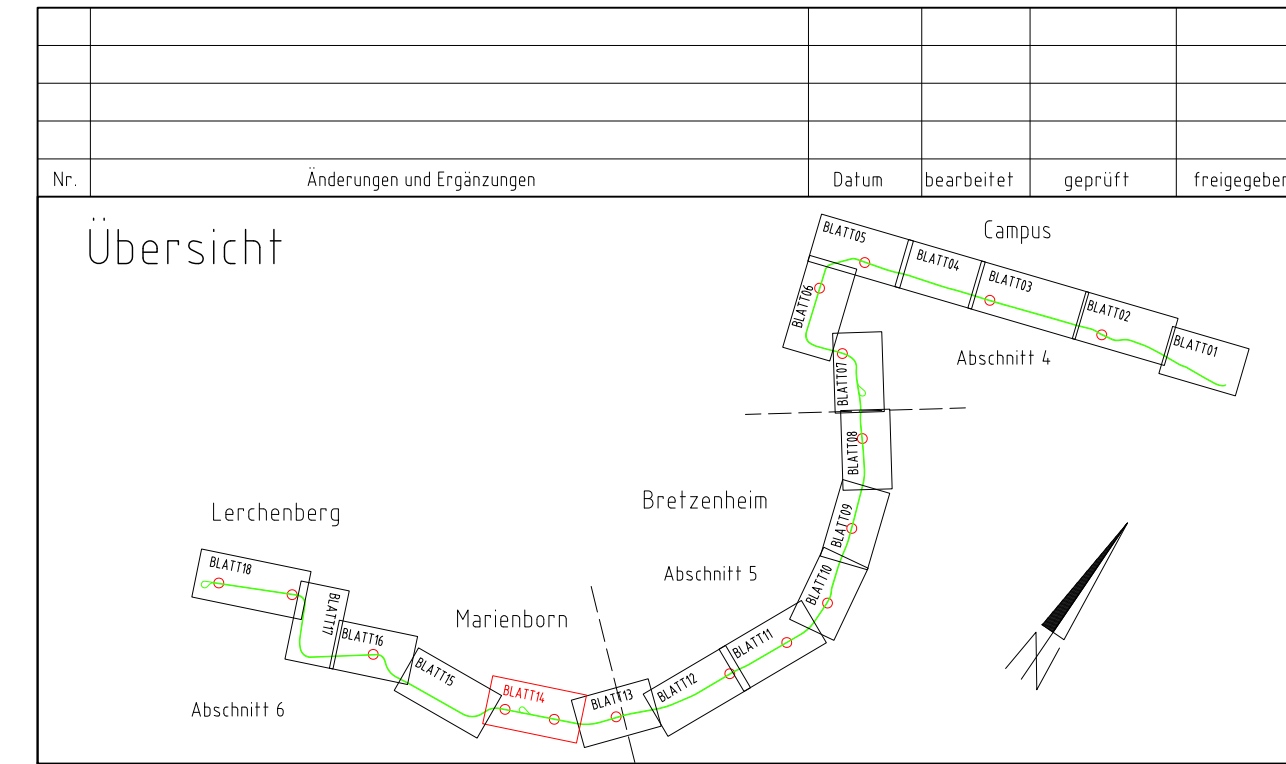 Nr. Änderungen und Ergänzungen Datum bearbeitet geprüft freigegeben
Übersicht
Campus
BLATT05
BLATT04
BLATT03
BLATT02
BLATT01
BLATT06
Abschnitt 4
BLATT07
BLATT08
Bretzenheim
BLATT09
Lerchenberg
Abschnitt 5
BLATT10
BLATT18
BLATT17
Marienborn
BLATT16
BLATT11
BLATT15
BLATT14
BLATT13
BLATT12
Abschnitt 6